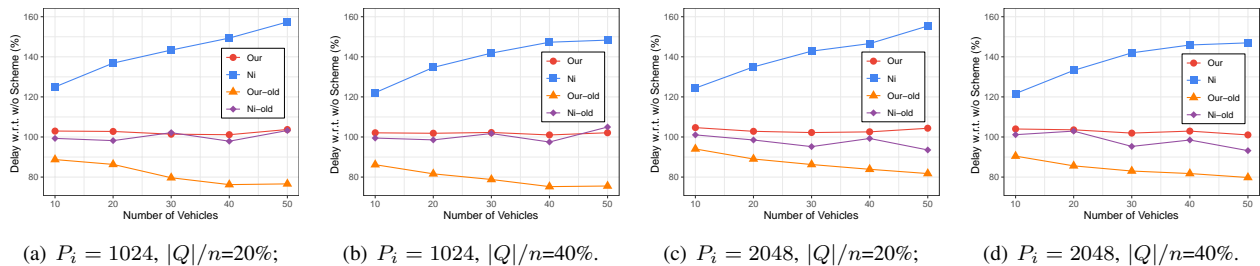 160
140
120
100
80
Delay w.r.t. w/o Scheme (%)
Our
Ni
Our-old
Ni-old
10 20 30 40 50
Number of Vehicles
(a) P_i = 1024, |Q|/n=20%;
160
140
120
100
80
Delay w.r.t. w/o Scheme (%)
Our
Ni
Our-old
Ni-old
10 20 30 40 50
Number of Vehicles
(b) P_i = 1024, |Q|/n=40%.
160
140
120
100
80
Delay w.r.t. w/o Scheme (%)
Our
Ni
Our-old
Ni-old
10 20 30 40 50
Number of Vehicles
(c) P_i = 2048, |Q|/n=20%;
160
140
120
100
80
Delay w.r.t. w/o Scheme (%)
Our
Ni
Our-old
Ni-old
10 20 30 40 50
Number of Vehicles
(d) P_i = 2048, |Q|/n=40%.